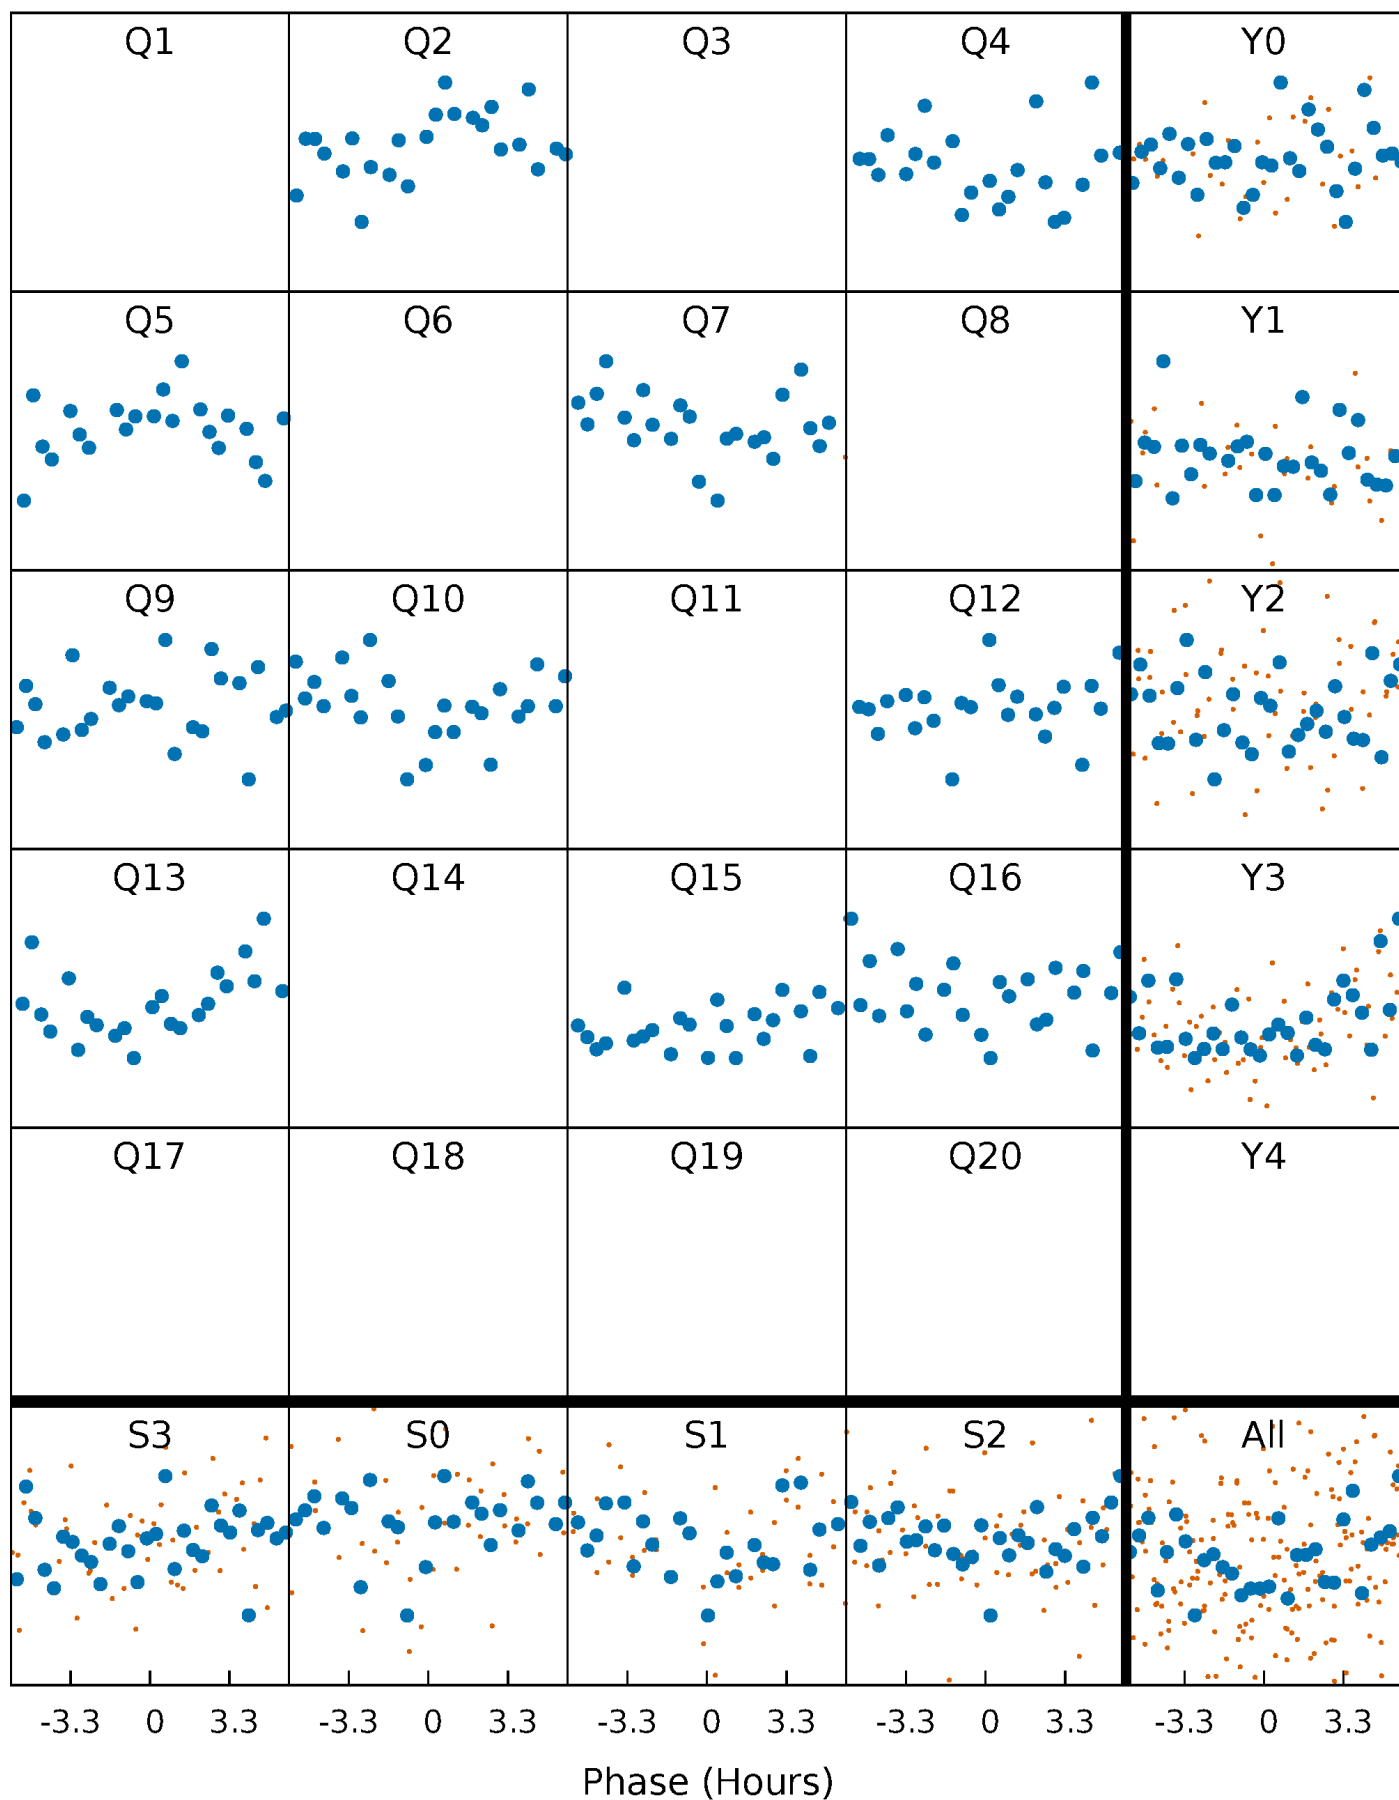 Q1 Q2 Q3 Q4 Y0
Q5 Q6 Q7 Q8 Y1
Q9 Q10 Q11 Q12 Y2
Q13 Q14 Q15 Q16 Y3
Q17 Q18 Q19 Q20 Y4
S3 S0 S1 S2 All
-3.3 0 3.3 -3.3 0 3.3 -3.3 0 3.3 -3.3 0 3.3 -3.3 0 3.3
Phase (Hours)